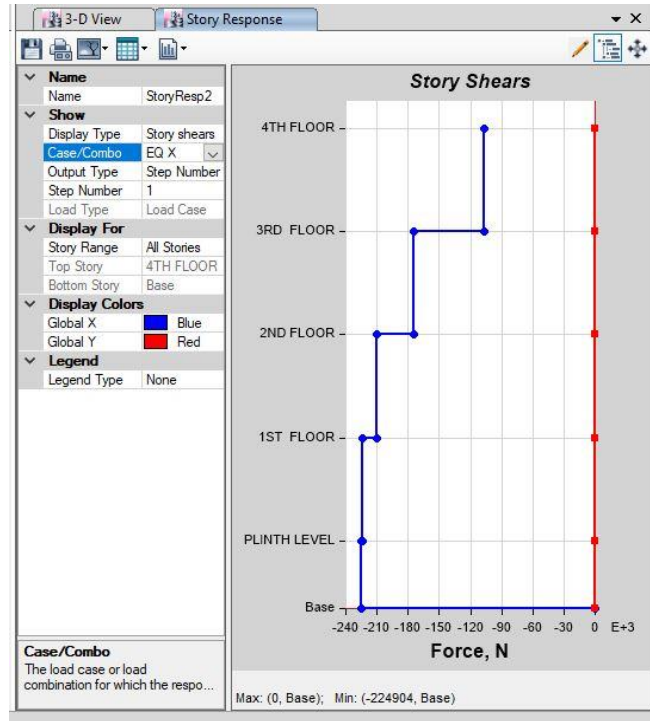 3-D View
Story Response
Name
Name StoryResp2
Show
Display Type Story shears
Case/Combo EQ X
Output Type Step Number
Step Number 1
Load Type Load Case
Display For
Story Range All Stories
Top Story 4TH FLOOR
Bottom Story Base
Display Colors
Global X Blue
Global Y Red
Legend
Legend Type None
Case/Combo
The load case or load
combination for which the respo...
Story Shears
4TH FLOOR
3RD FLOOR
2ND FLOOR
1ST FLOOR
PLINTH LEVEL
Base
-240 -210 -180 -150 -120 -90 -60 -30 0 E+3
Force, N
Max: (0, Base); Min: (-224904, Base)